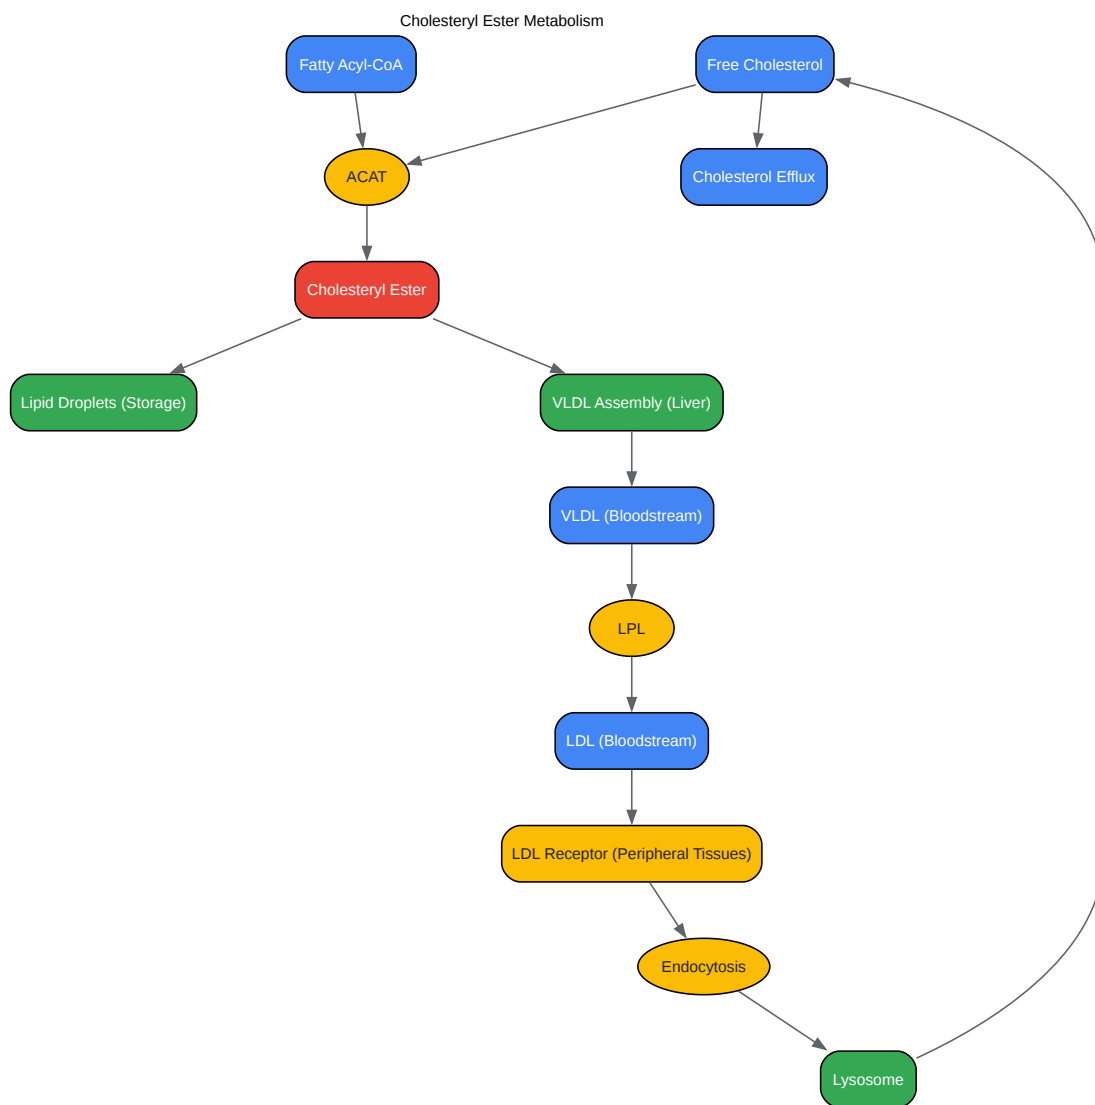 Cholesteryl Ester Metabolism
Fatty Acyl-CoA
Free Cholesterol
ACAT
Cholesterol Efflux
Cholesteryl Ester
Lipid Droplets (Storage)
VLDL Assembly (Liver)
VLDL (Bloodstream)
LPL
LDL (Bloodstream)
LDL Receptor (Peripheral Tissues)
Endocytosis
Lysosome